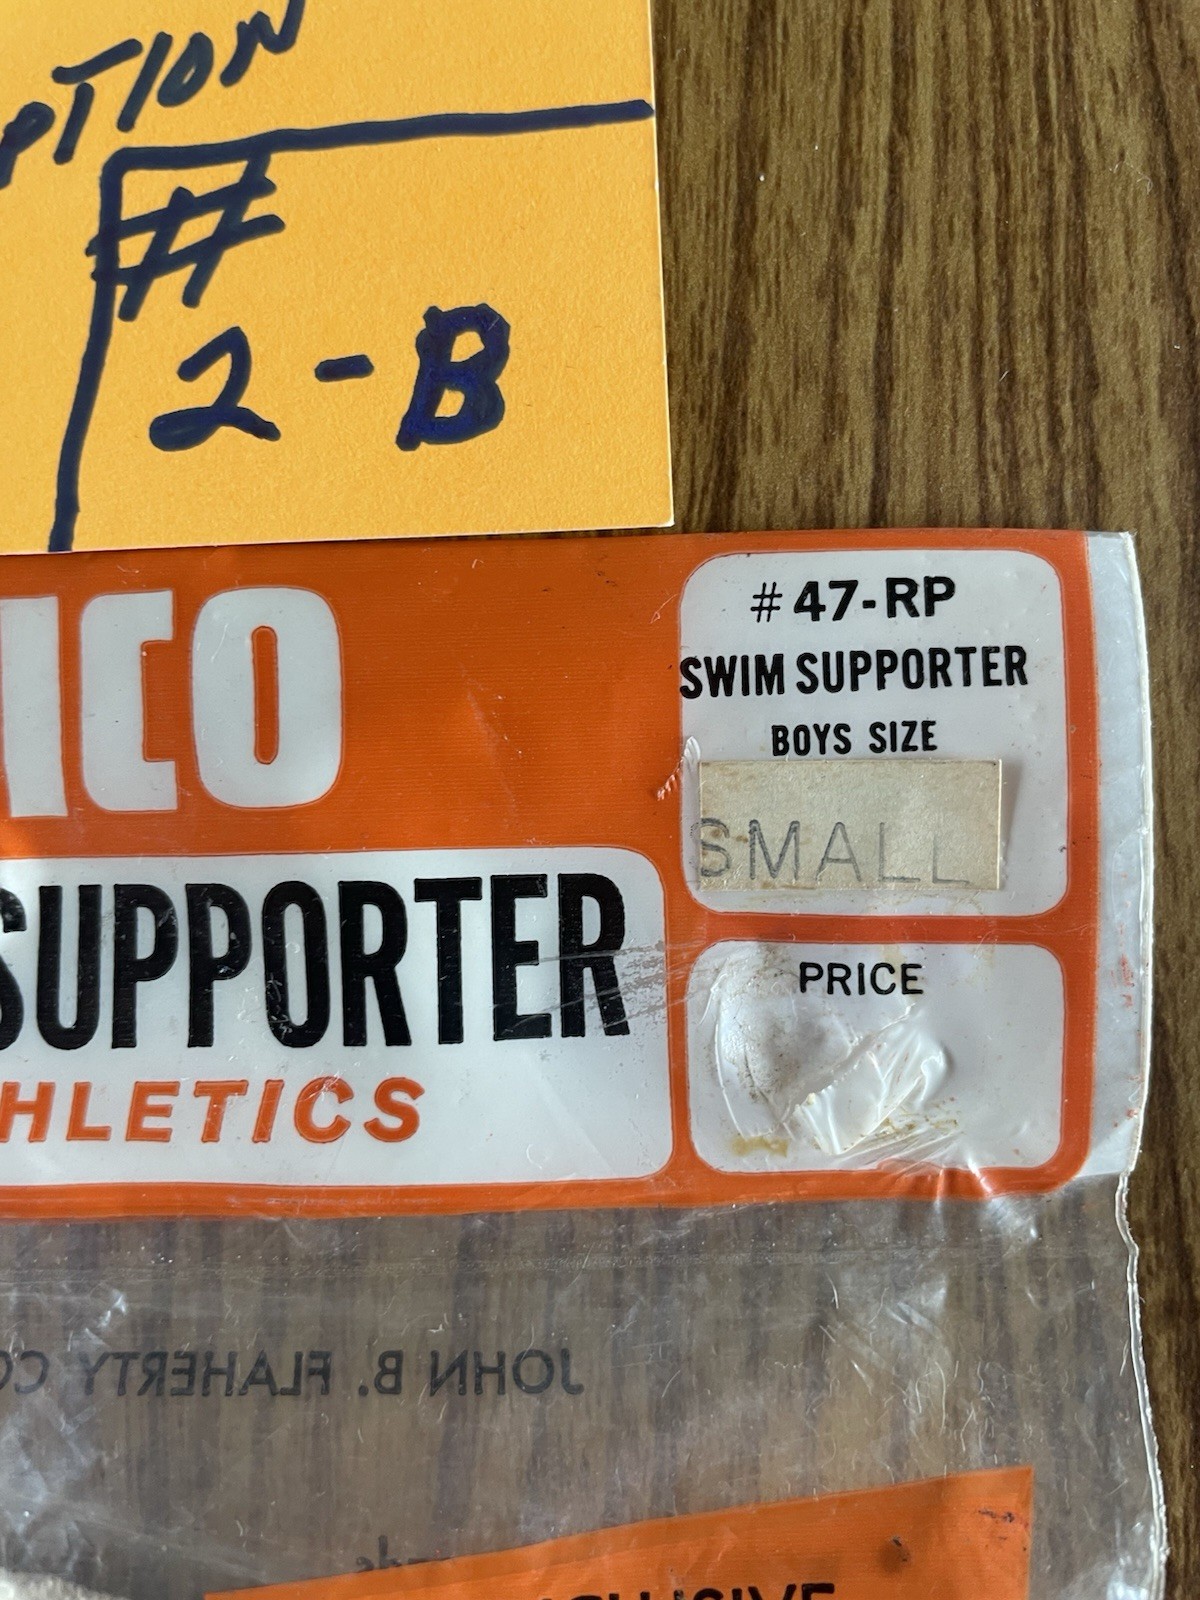 PTION
#
2-B
ICO
#47-RP
SWIM SUPPORTER
BOYS SIZE
SMALL
SUPPORTER
HLETICS
PRICE
JOHN B. FLAHERTY CO